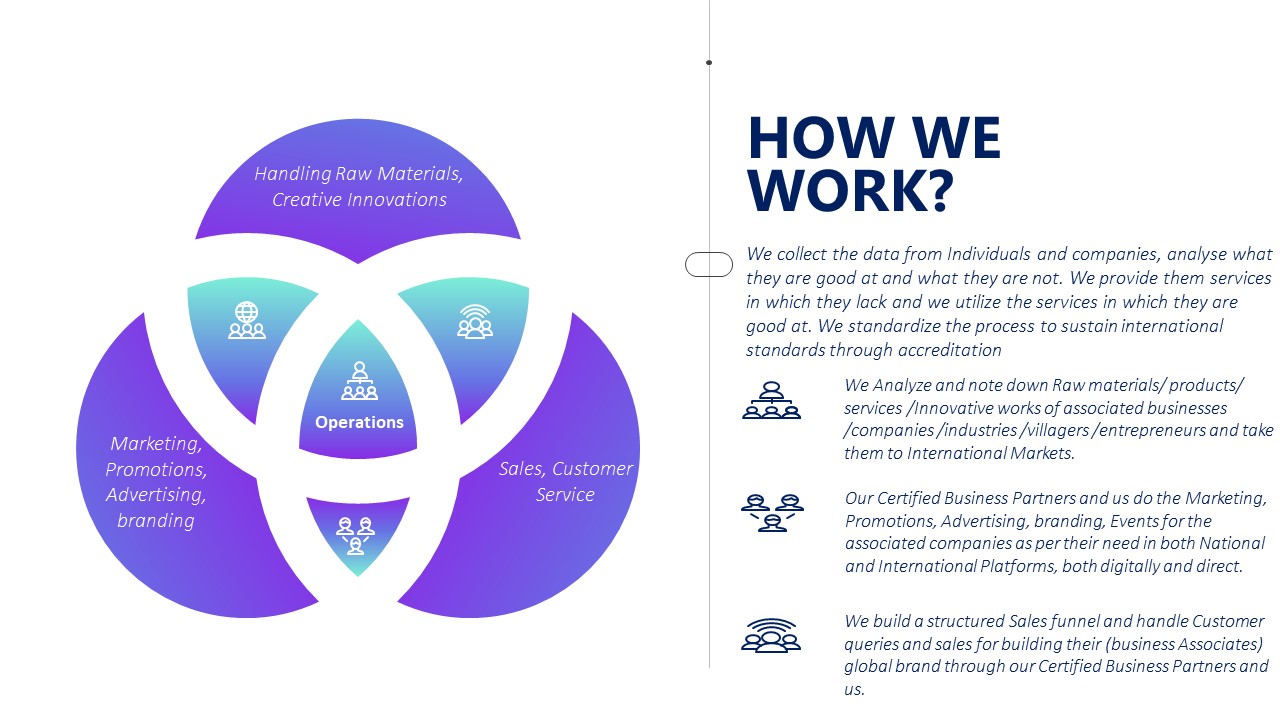 Handling Raw Materials,
Creative Innovations
Operations
Marketing,
Promotions,
Advertising,
branding
Sales, Customer
Service
HOW WE
WORK?
We collect the data from Individuals and companies, analyse what
they are good at and what they are not. We provide them services
in which they lack and we utilize the services in which they are
good at. We standardize the process to sustain international
standards through accreditation
We Analyze and note down Raw materials/ products/
services /Innovative works of associated businesses
/companies /industries /villagers /entrepreneurs and take
them to International Markets.
Our Certified Business Partners and us do the Marketing,
Promotions, Advertising, branding, Events for the
associated companies as per their need in both National
and International Platforms, both digitally and direct.
We build a structured Sales funnel and handle Customer
queries and sales for building their (business Associates)
global brand through our Certified Business Partners and
us.